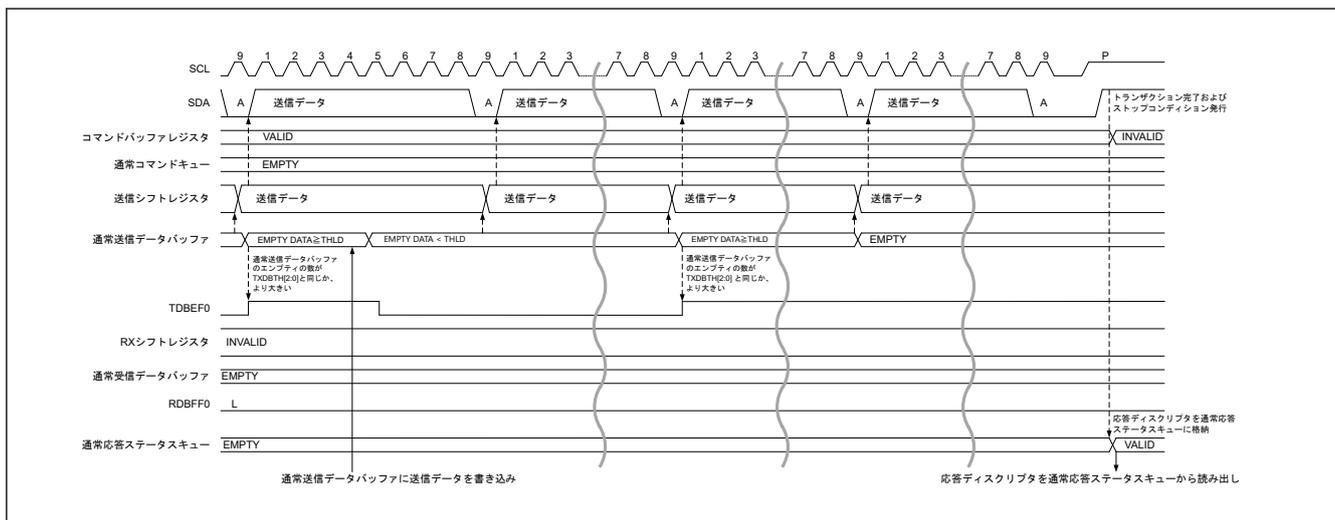 SCL 9 1 2 3 4 5 6 7 8 9 1 2 3 7 8 9 1 2 3 7 8 9 1 2 3 7 8 9 P
SDA A 送信データ A 送信データ A 送信データ A 送信データ A
トランザクション完了および
ストップコンディション発行
コマンドバッファレジスタ VALID INVALID
通常コマンドキュー EMPTY
送信シフトレジスタ 送信データ 送信データ 送信データ 送信データ
通常送信データバッファ EMPTY DATA≧THLD EMPTY DATA < THLD EMPTY DATA≧THLD EMPTY
通常送信データバッファ
のエンプティの数が
TXDBTH[2:0] と同じか、
より大きい
通常送信データバッファ
のエンプティの数が
TXDBTH[2:0] と同じか、
より大きい
TDBEF0
RXシフトレジスタ INVALID
通常受信データバッファ EMPTY
RDBFF0 L
応答ディスクリプタを通常応答
ステータスキューに格納
通常応答ステータスキュー EMPTY VALID
通常送信データバッファに送信データを書き込み
応答ディスクリプタを通常応答ステータスキューから読み出し